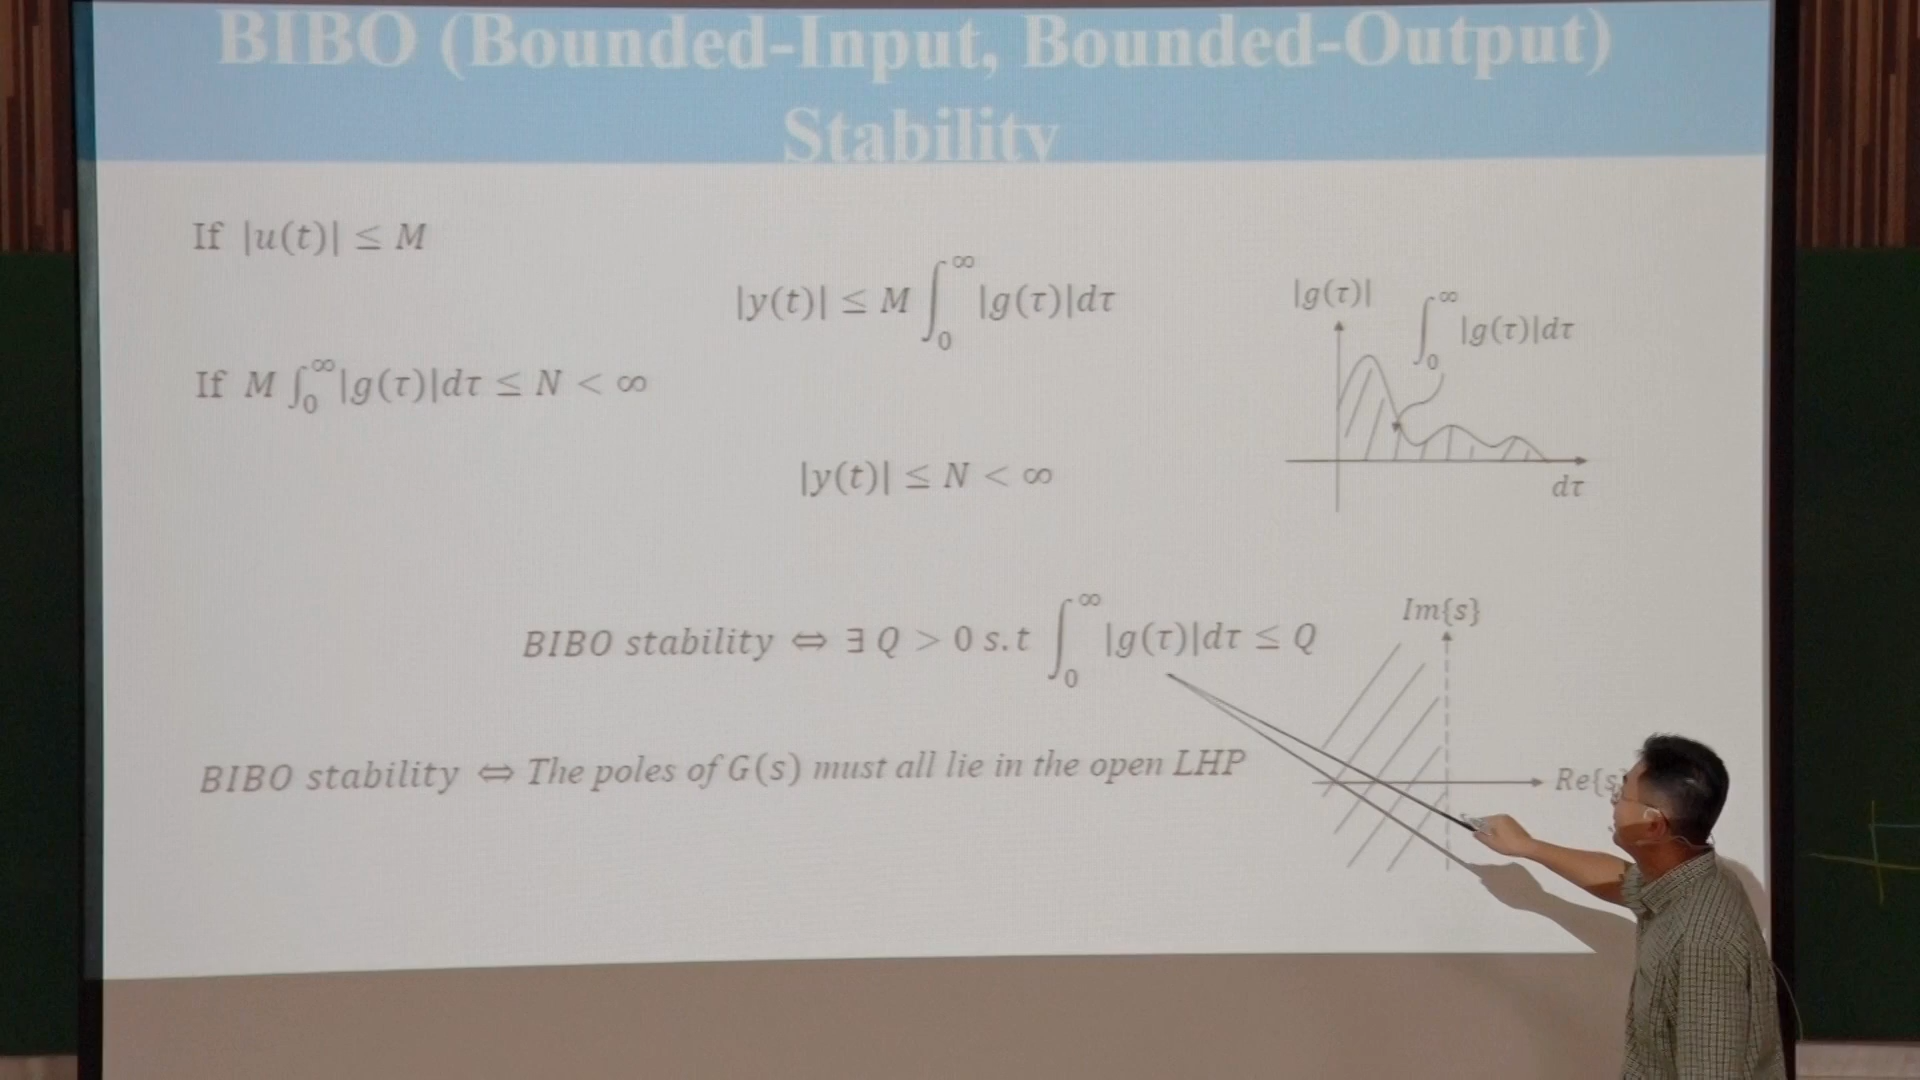 BIBO (Bounded-Input, Bounded-Output)
Stability
If |u(t)| ≤ M
|y(t)| ≤ M ∫₀^∞ |g(τ)|dτ
If M ∫₀^∞ |g(τ)|dτ ≤ N < ∞
|y(t)| ≤ N < ∞
|g(τ)|
∫₀^∞ |g(τ)|dτ
dτ
BIBO stability ⇔ ∃ Q > 0 s.t ∫₀^∞ |g(τ)|dτ ≤ Q
BIBO stability ⇔ The poles of G(s) must all lie in the open LHP
Im{s}
Re{s